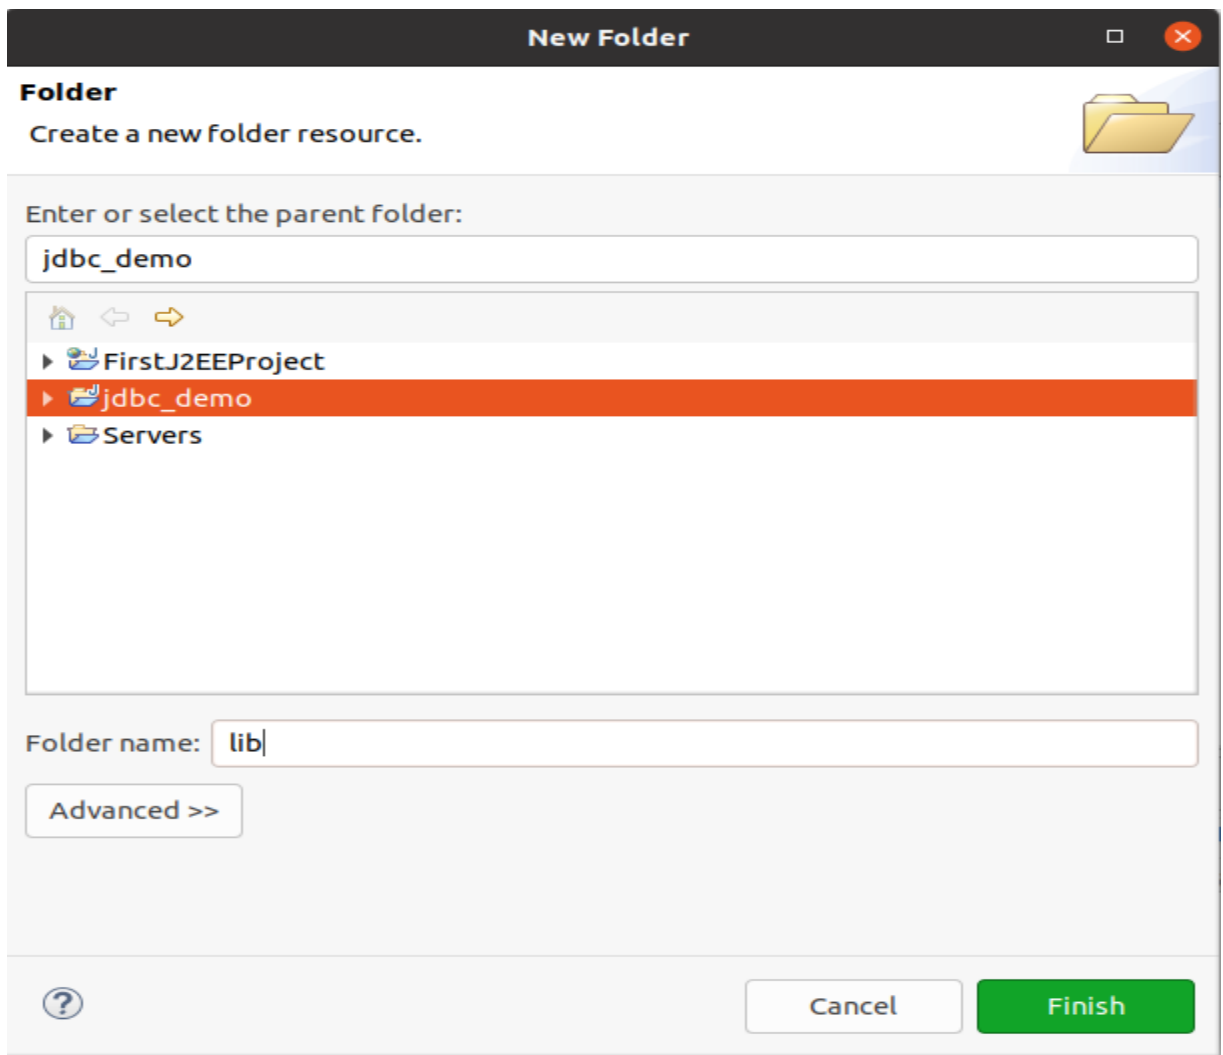 New Folder
Folder
Create a new folder resource.
Enter or select the parent folder:
jdbc_demo
FirstJ2EEProject
jdbc_demo
Servers
Folder name: lib
Advanced >>
Cancel Finish